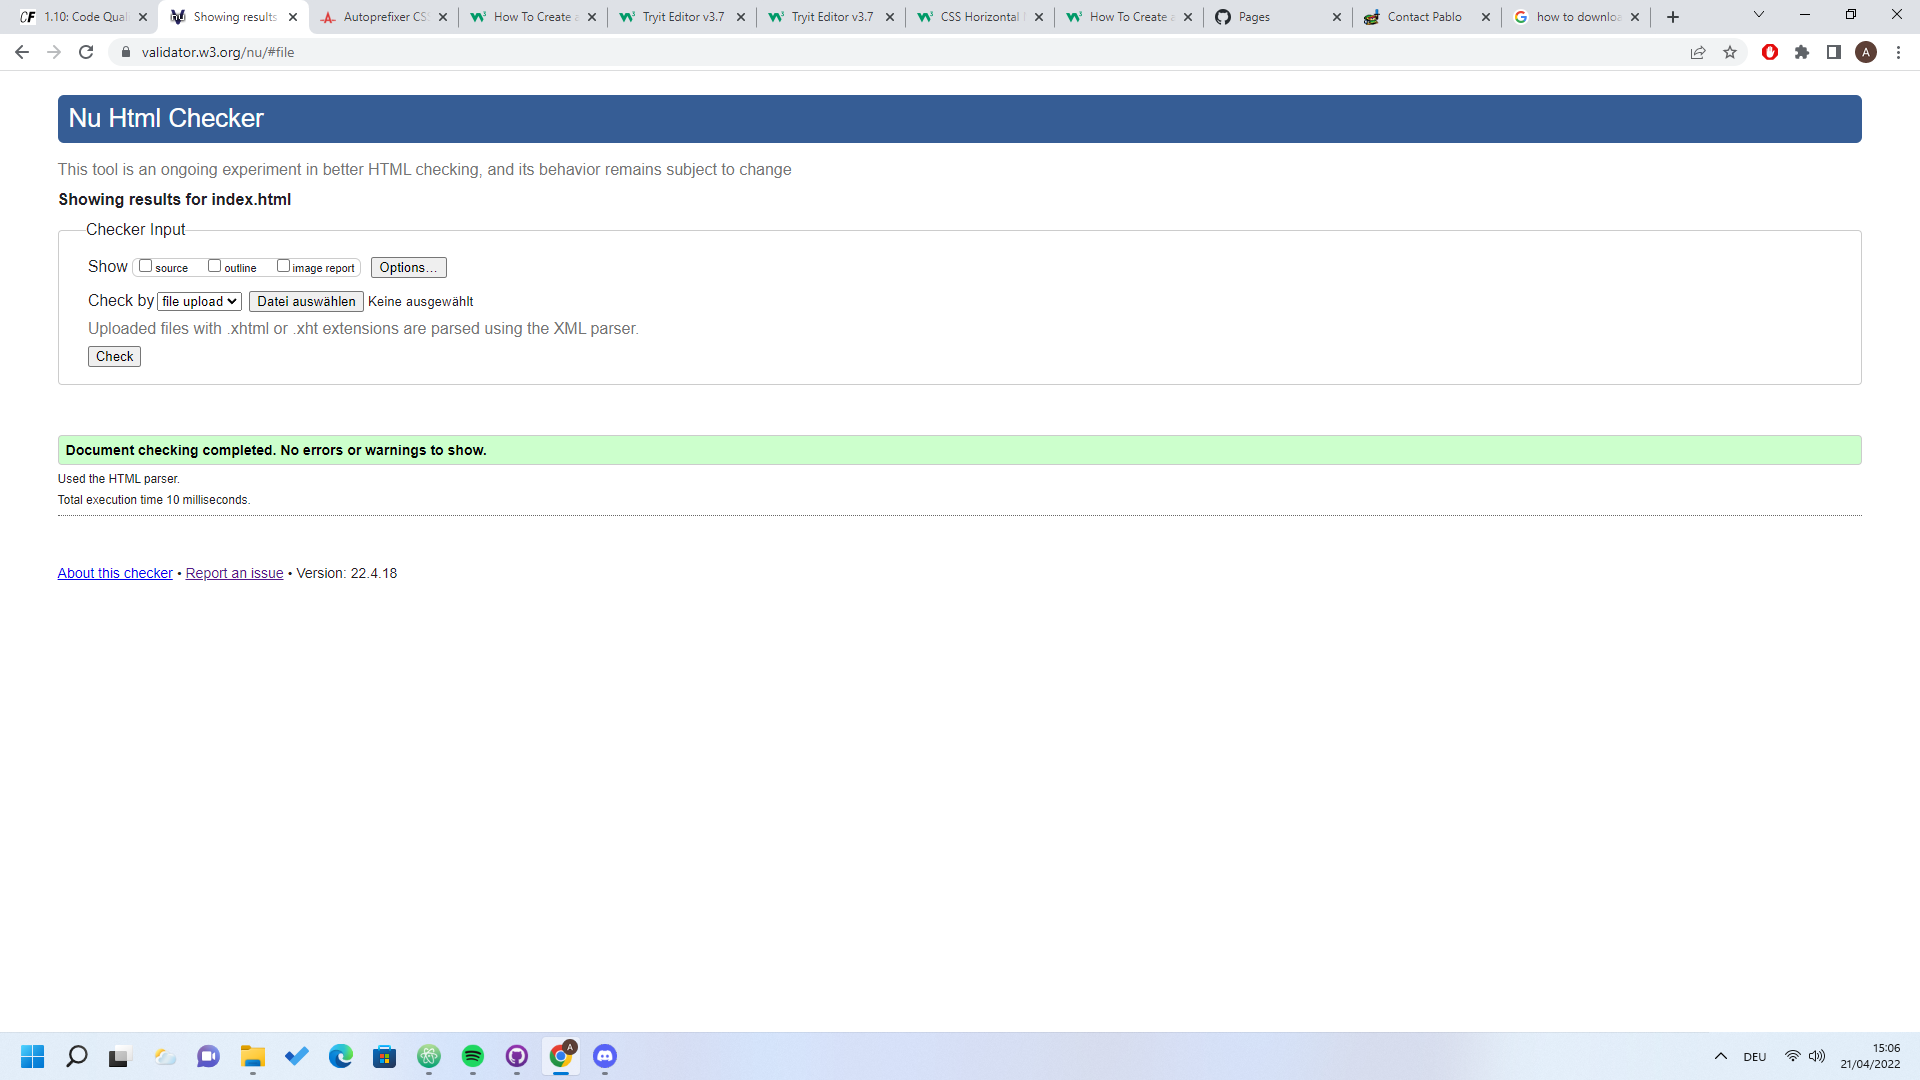 1.10: Code Quali
Showing results
Autoprefixer CSS
How To Create a
Tryit Editor v3.7
Tryit Editor v3.7
CSS Horizontal
How To Create a
Pages
Contact Pablo
how to downloa
validator.w3.org/nu/#file
A
Nu Html Checker
This tool is an ongoing experiment in better HTML checking, and its behavior remains subject to change
Showing results for index.html
Checker Input
Show source outline image report Options...
Check by file upload Datei auswählen Keine ausgewählt
Uploaded files with .xhtml or .xht extensions are parsed using the XML parser.
Check
Document checking completed. No errors or warnings to show.
Used the HTML parser.
Total execution time 10 milliseconds.
About this checker • Report an issue • Version: 22.4.18
A
DEU
15:06
21/04/2022